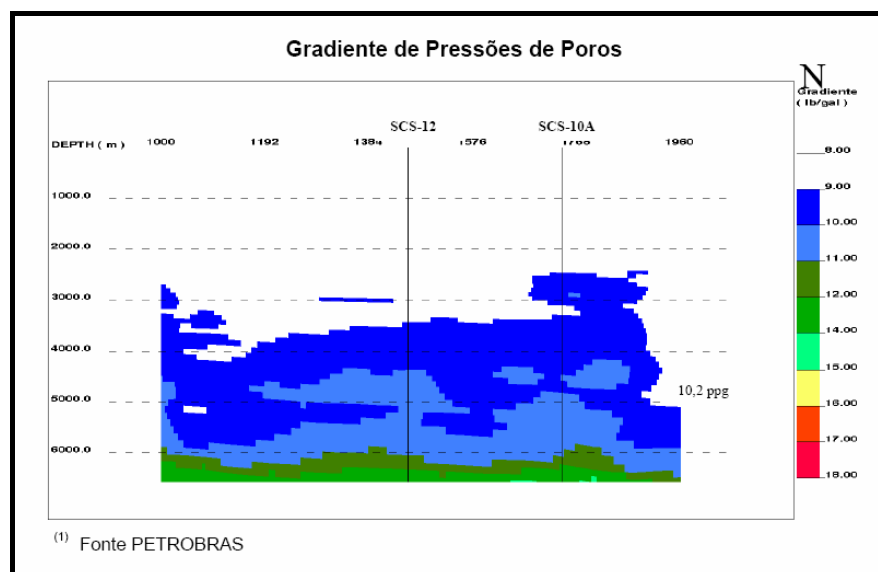 Gradiente de Pressões de Poros
N
Gradiente
( lb/gal )
SCS-12 SCS-10A
DEPTH ( m ) 1000 1192 1384 1576 1768 1960
8.00
1000.0
9.00
10.00
2000.0
11.00
3000.0
12.00
14.00
4000.0
15.00
10,2 ppg
5000.0
16.00
17.00
6000.0
18.00
(1) Fonte PETROBRAS